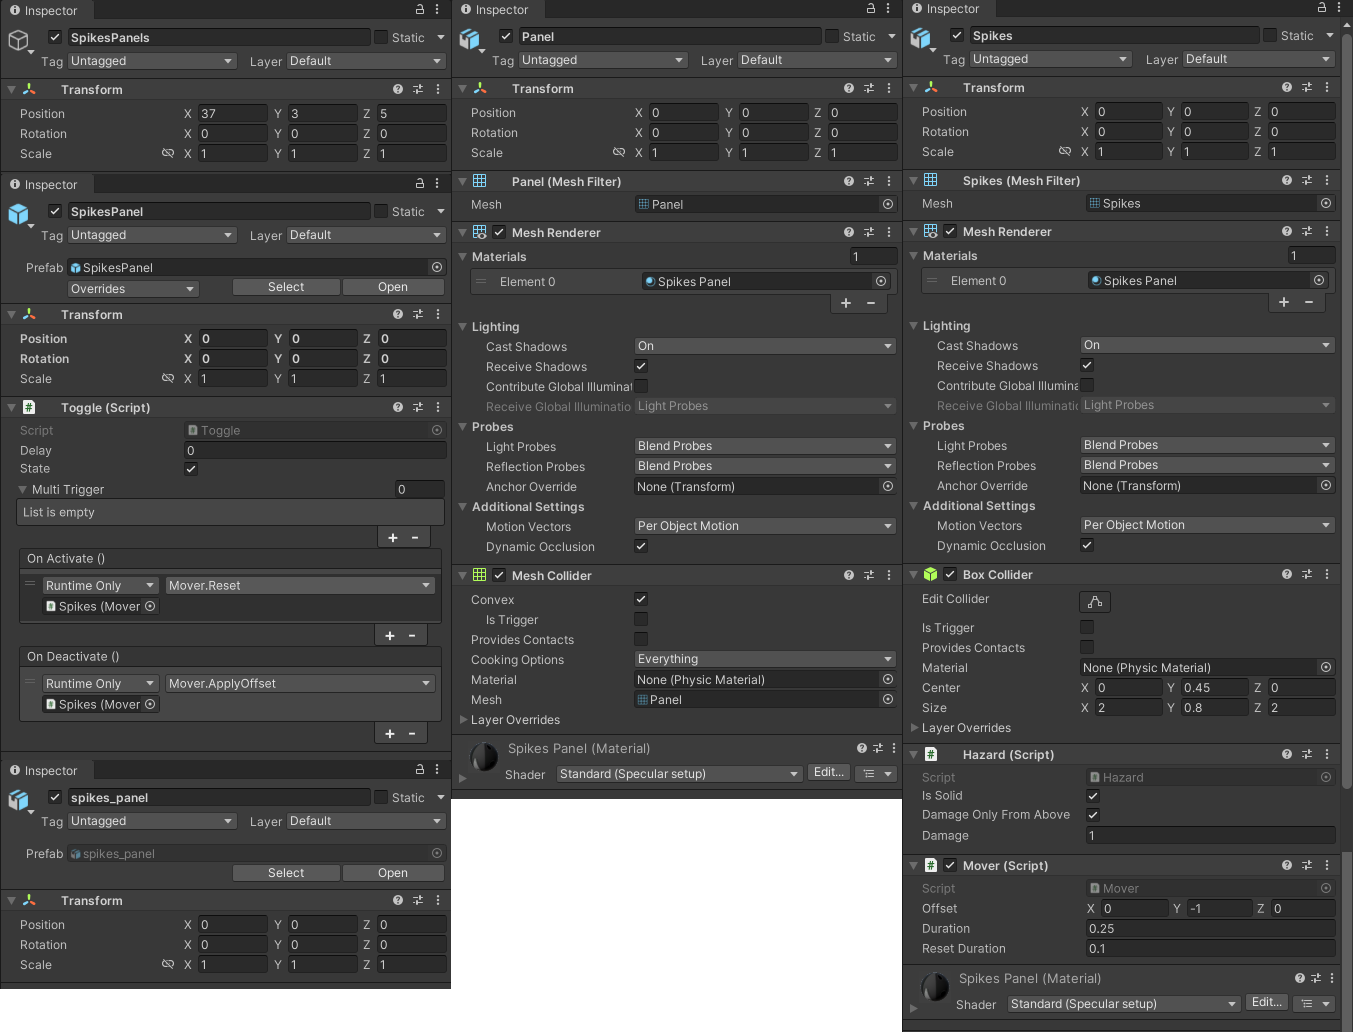 Inspector
SpikesPanels
Static
Tag Untagged Layer Default
Transform
Position X 37 Y 3 Z 5
Rotation X 0 Y 0 Z 0
Scale X 1 Y 1 Z 1
Inspector
SpikesPanel
Static
Tag Untagged Layer Default
Prefab SpikesPanel
Overrides Select Open
Transform
Position X 0 Y 0 Z 0
Rotation X 0 Y 0 Z 0
Scale X 1 Y 1 Z 1
# Toggle (Script)
Script # Toggle
Delay 0
State
Multi Trigger 0
List is empty
+ -
On Activate ()
Runtime Only Mover.Reset
# Spikes (Mover
+ -
On Deactivate ()
Runtime Only Mover.ApplyOffset
# Spikes (Mover
+ -
Inspector
spikes_panel
Static
Tag Untagged Layer Default
Prefab spikes_panel
Select Open
Transform
Position X 0 Y 0 Z 0
Rotation X 0 Y 0 Z 0
Scale X 1 Y 1 Z 1
Inspector
Panel
Static
Tag Untagged Layer Default
Transform
Position X 0 Y 0 Z 0
Rotation X 0 Y 0 Z 0
Scale X 1 Y 1 Z 1
Panel (Mesh Filter)
Mesh Panel
Mesh Renderer
Materials 1
Element 0 Spikes Panel
+ -
Lighting
Cast Shadows On
Receive Shadows
Contribute Global Illuminat
Receive Global Illuminatio Light Probes
Probes
Light Probes Blend Probes
Reflection Probes Blend Probes
Anchor Override None (Transform)
Additional Settings
Motion Vectors Per Object Motion
Dynamic Occlusion
Mesh Collider
Convex
Is Trigger
Provides Contacts
Cooking Options Everything
Material None (Physic Material)
Mesh Panel
Layer Overrides
Spikes Panel (Material)
Shader Standard (Specular setup) Edit...
Inspector
Spikes
Static
Tag Untagged Layer Default
Transform
Position X 0 Y 0 Z 0
Rotation X 0 Y 0 Z 0
Scale X 1 Y 1 Z 1
Spikes (Mesh Filter)
Mesh Spikes
Mesh Renderer
Materials 1
Element 0 Spikes Panel
+ -
Lighting
Cast Shadows On
Receive Shadows
Contribute Global Illumina
Receive Global Illuminatio Light Probes
Probes
Light Probes Blend Probes
Reflection Probes Blend Probes
Anchor Override None (Transform)
Additional Settings
Motion Vectors Per Object Motion
Dynamic Occlusion
Box Collider
Edit Collider
Is Trigger
Provides Contacts
Material None (Physic Material)
Center X 0 Y 0.45 Z 0
Size X 2 Y 0.8 Z 2
Layer Overrides
# Hazard (Script)
Script # Hazard
Is Solid
Damage Only From Above
Damage 1
# Mover (Script)
Script # Mover
Offset X 0 Y -1 Z 0
Duration 0.25
Reset Duration 0.1
Spikes Panel (Material)
Shader Standard (Specular setup) Edit...